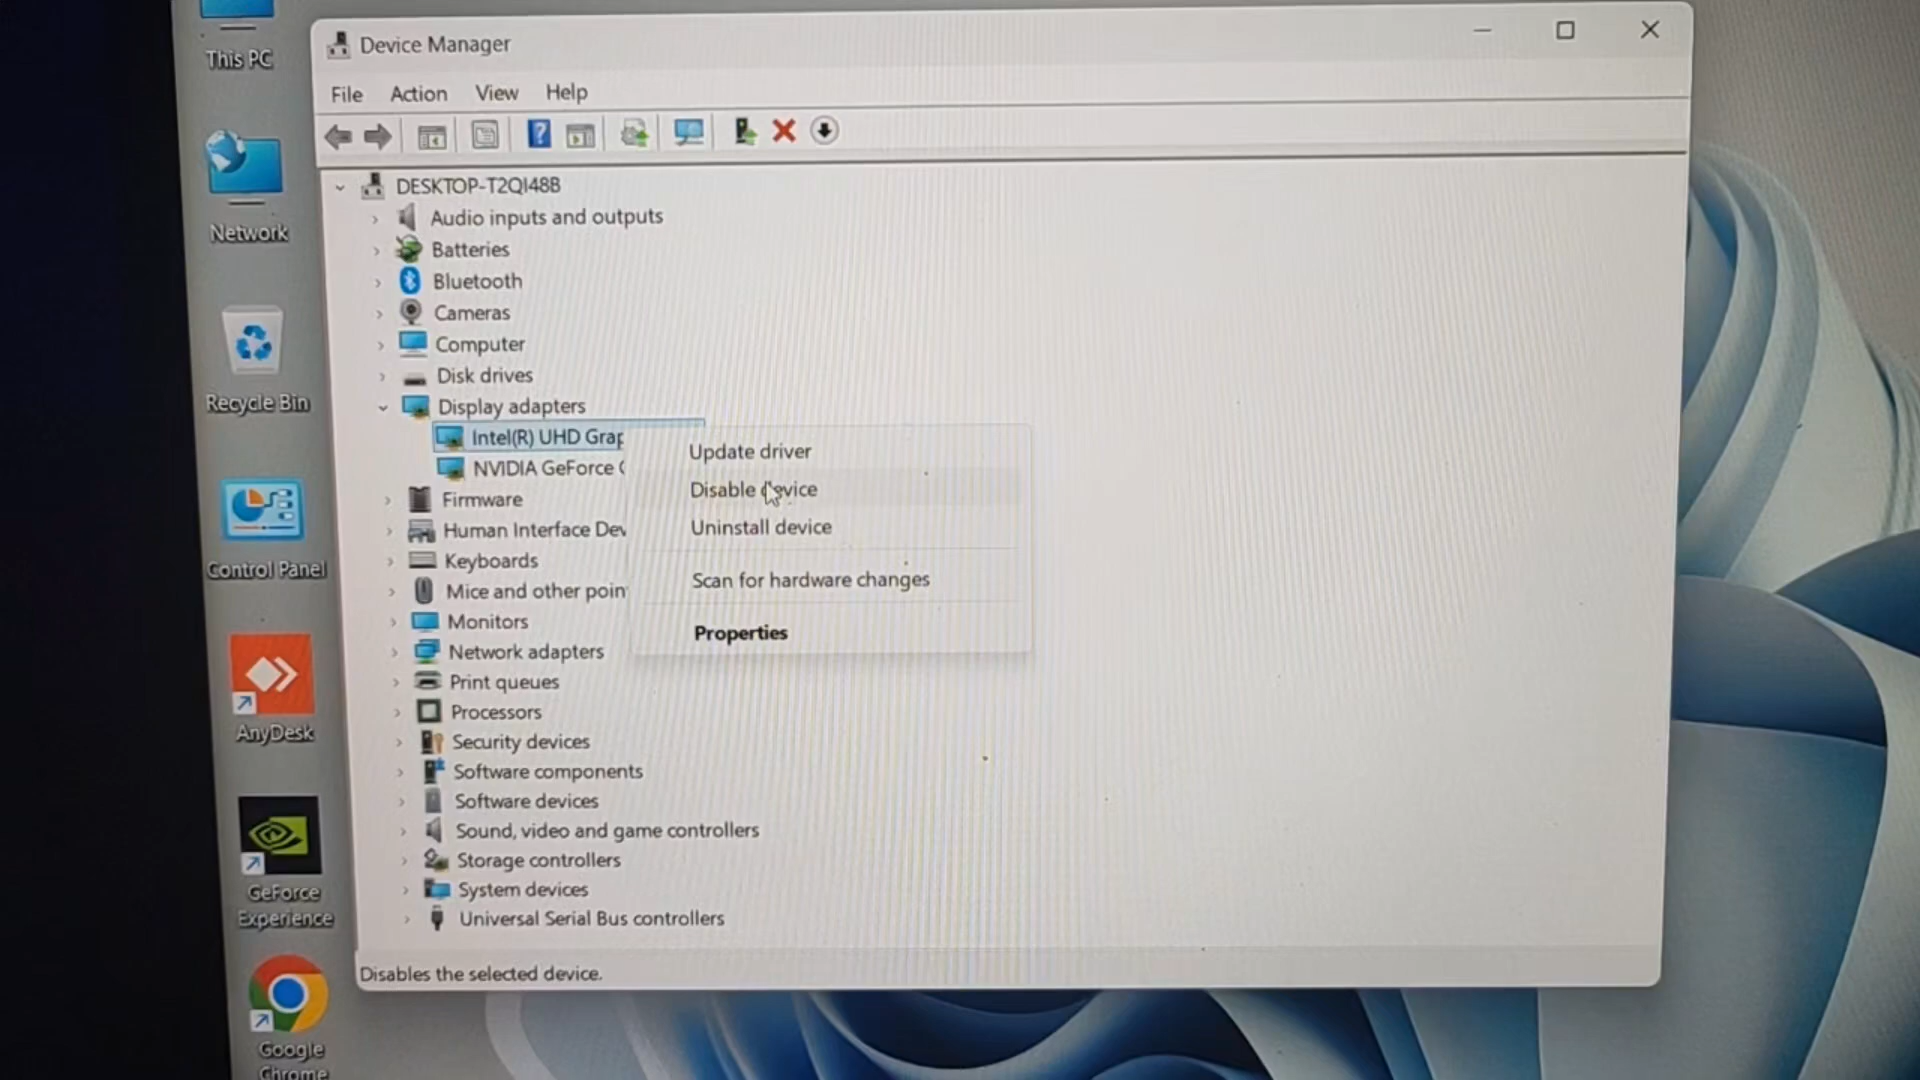 This PC
Network
Recycle Bin
Control Panel
AnyDesk
GeForce
Experience
Google
Chrome
Device Manager
File Action View Help
DESKTOP-T2QI48B
Audio inputs and outputs
Batteries
Bluetooth
Cameras
Computer
Disk drives
Display adapters
Intel(R) UHD Grap
NVIDIA GeForce
Firmware
Human Interface Dev
Keyboards
Mice and other poin
Monitors
Network adapters
Print queues
Processors
Security devices
Software components
Software devices
Sound, video and game controllers
Storage controllers
System devices
Universal Serial Bus controllers
Update driver
Disable device
Uninstall device
Scan for hardware changes
Properties
Disables the selected device.